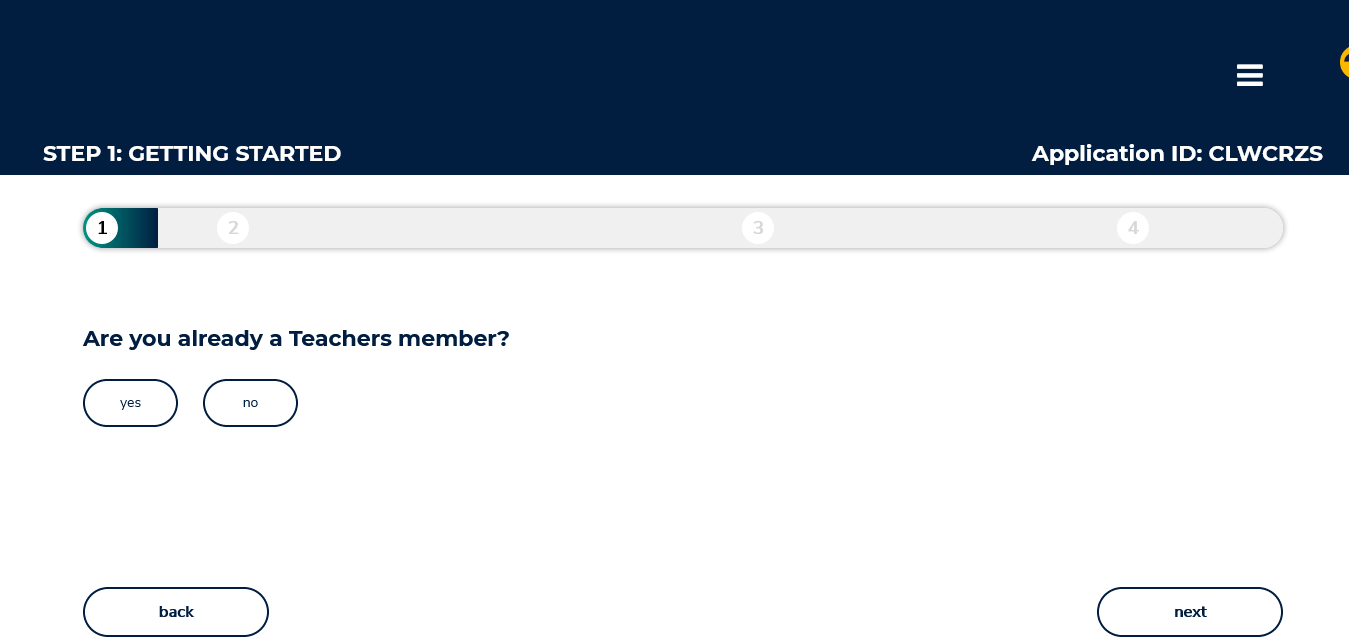 STEP 1: GETTING STARTED Application ID: CLWCRZS
1 2 3 4
Are you already a Teachers member?
yes no
back next